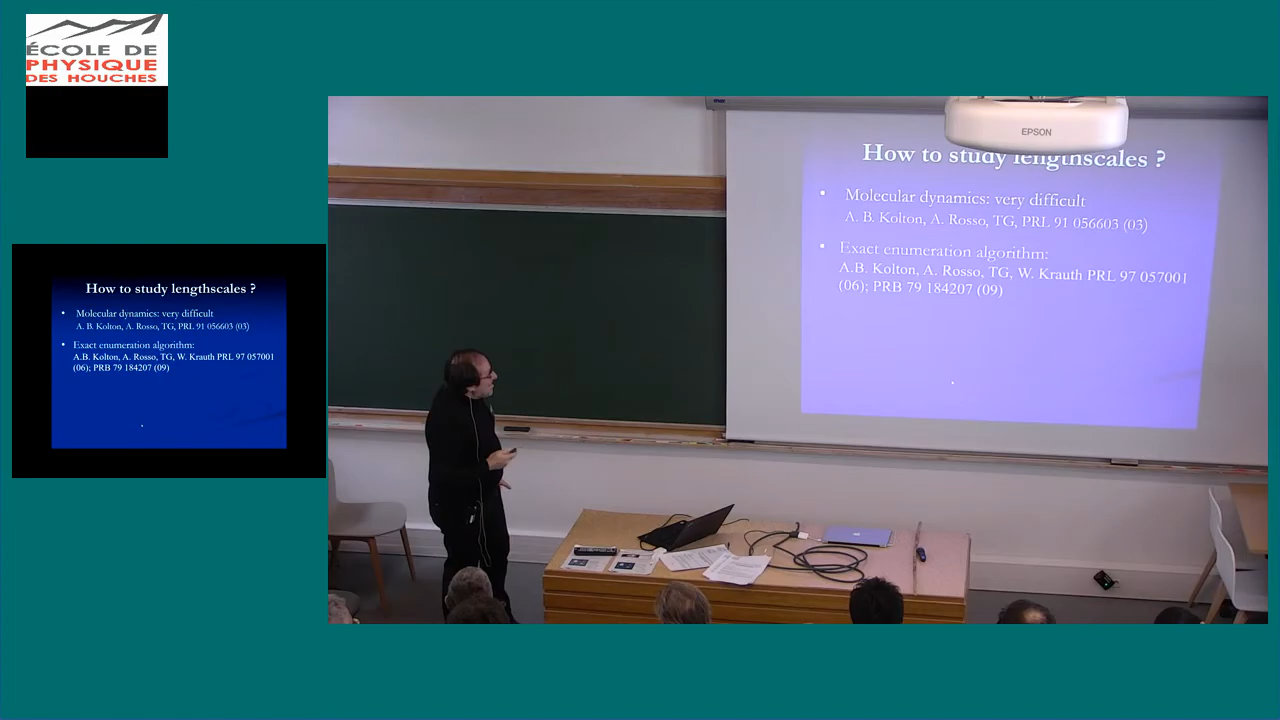 ÉCOLE DE
PHYSIQUE
DES HOUCHES
How to study lengthscales ?
• Molecular dynamics: very difficult
A. B. Kolton, A. Rosso, TG, PRL 91 056603 (03)
• Exact enumeration algorithm:
A.B. Kolton, A. Rosso, TG, W. Krauth PRL 97 057001
(06); PRB 79 184207 (09)
EPSON
How to study lengthscales ?
• Molecular dynamics: very difficult
A. B. Kolton, A. Rosso, TG, PRL 91 056603 (03)
• Exact enumeration algorithm:
A.B. Kolton, A. Rosso, TG, W. Krauth PRL 97 057001
(06); PRB 79 184207 (09)